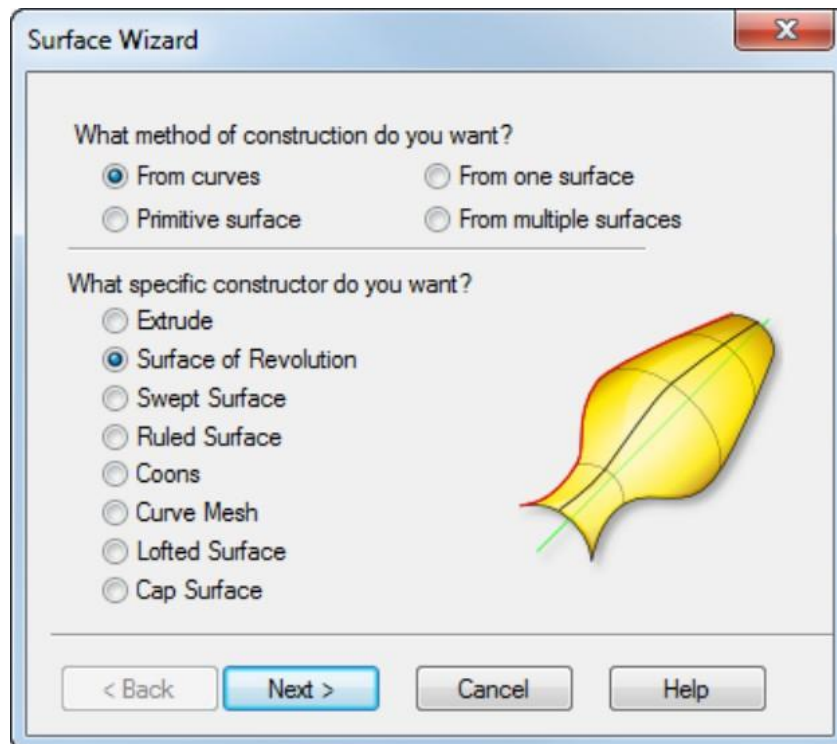 Surface Wizard
What method of construction do you want?
From curves
From one surface
Primitive surface
From multiple surfaces
What specific constructor do you want?
Extrude
Surface of Revolution
Swept Surface
Ruled Surface
Coons
Curve Mesh
Lofted Surface
Cap Surface
< Back
Next >
Cancel
Help